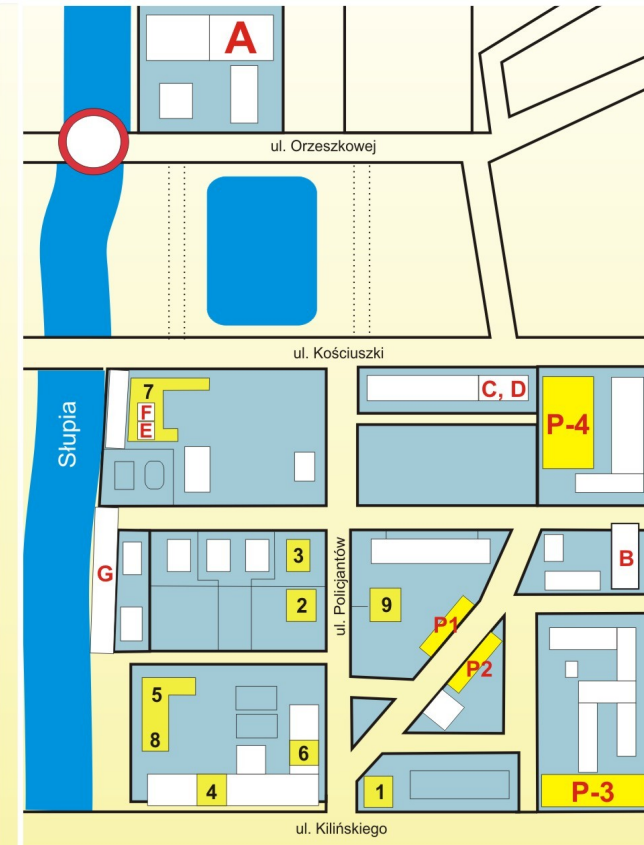 A
ul. Orzeszkowej
ul. Kościuszki
Słupia
7
F
E
C, D
P-4
G
3
2
ul. Policjantów
9
P1
P2
B
5
8
6
4
1
P-3
ul. Kilińskiego